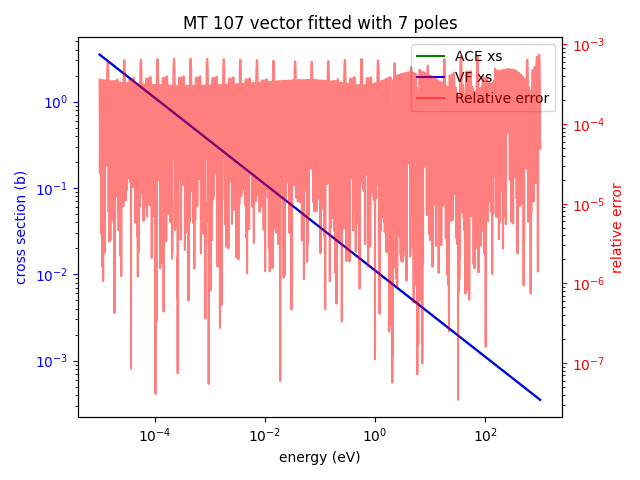 MT 107 vector fitted with 7 poles
ACE xs
VF xs
Relative error
cross section (b)
10⁰
10⁻¹
10⁻²
10⁻³
10⁻³
10⁻⁴
10⁻⁵
10⁻⁶
10⁻⁷
relative error
10⁻⁴
10⁻²
10⁰
10²
energy (eV)